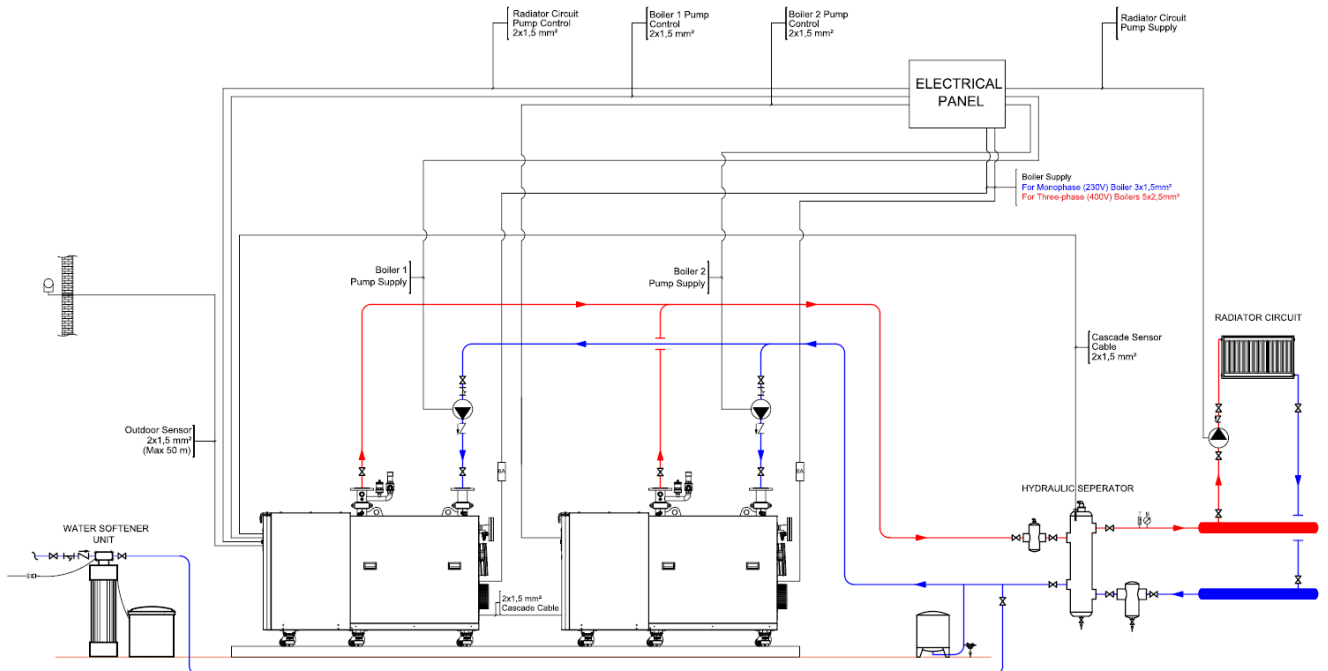 Radiator Circuit
Pump Control
2x1,5 mm²
Boiler 1 Pump
Control
2x1,5 mm²
Boiler 2 Pump
Control
2x1,5 mm²
Radiator Circuit
Pump Supply
ELECTRICAL
PANEL
Boiler Supply
For Monophase (230V) Boiler 3x1,5mm²
For Three-phase (400V) Boilers 5x2,5mm²
Boiler 1
Pump Supply
Boiler 2
Pump Supply
RADIATOR CIRCUIT
Cascade Sensor
Cable
2x1,5 mm²
Outdoor Sensor
2x1,5 mm²
(Max 50 m)
6A
6A
HYDRAULIC SEPERATOR
WATER SOFTENER
UNIT
2x1,5 mm²
Cascade Cable